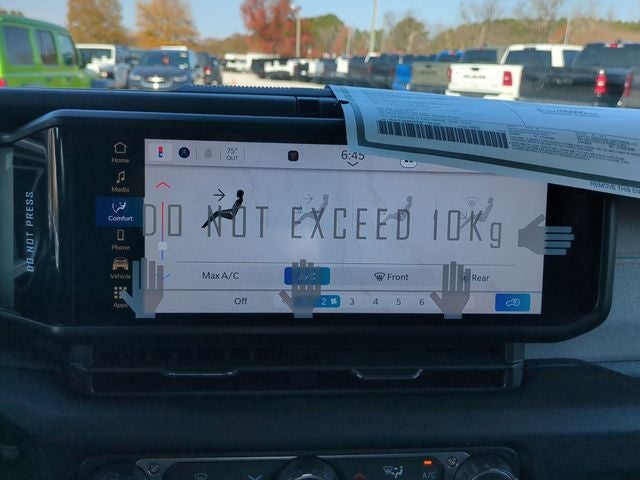 75°
OUT
6:45
Home
Media
Comfort
Phone
Vehicle
Apps
DO NOT PRESS
DO NOT EXCEED 10Kg
Max A/C
A/C
Front
Rear
Off
2
3
4
5
6
REMOVE THIS